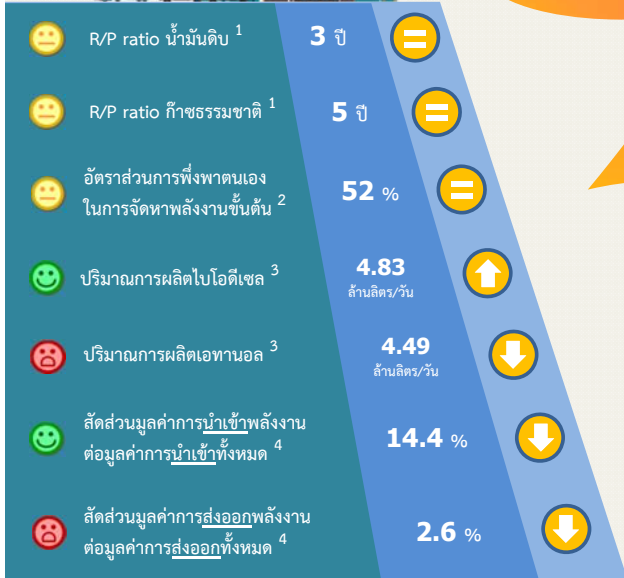 R/P ratio น้ำมันดิบ 1 3 ปี
R/P ratio ก๊าซธรรมชาติ 1 5 ปี
อัตราส่วนการพึ่งพาตนเอง
ในการจัดหาพลังงานขั้นต้น 2
52 %
ปริมาณการผลิตไบโอดีเซล 3
4.83
ล้านลิตร/วัน
ปริมาณการผลิตเอทานอล 3
4.49
ล้านลิตร/วัน
สัดส่วนมูลค่าการนำเข้าพลังงาน
ต่อมูลค่าการนำเข้าทั้งหมด 4
14.4 %
สัดส่วนมูลค่าการส่งออกพลังงาน
ต่อมูลค่าการส่งออกทั้งหมด 4
2.6 %